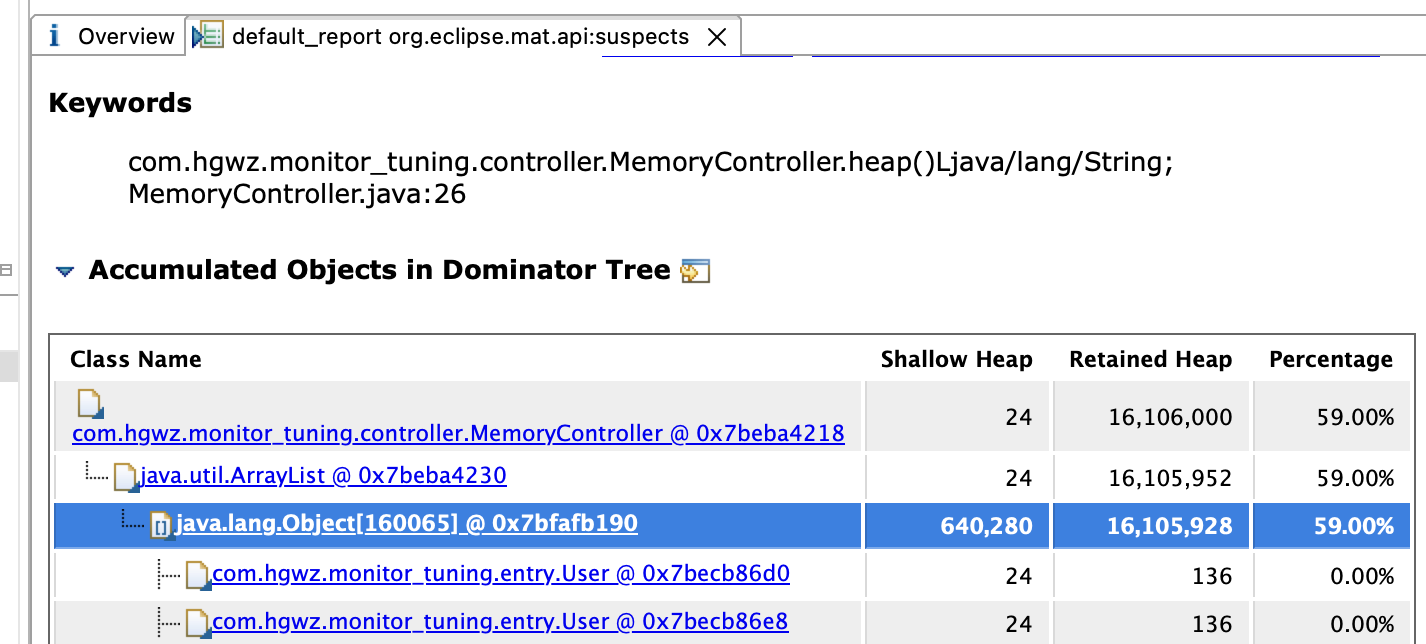 Overview default_report org.eclipse.mat.api:suspects
Keywords
com.hgwz.monitor_tuning.controller.MemoryController.heap()Ljava/lang/String;
MemoryController.java:26
Accumulated Objects in Dominator Tree
Class Name Shallow Heap Retained Heap Percentage
com.hgwz.monitor_tuning.controller.MemoryController @ 0x7beba4218 24 16,106,000 59.00%
java.util.ArrayList @ 0x7beba4230 24 16,105,952 59.00%
java.lang.Object[160065] @ 0x7bfafb190 640,280 16,105,928 59.00%
com.hgwz.monitor_tuning.entry.User @ 0x7becb86d0 24 136 0.00%
com.hgwz.monitor_tuning.entry.User @ 0x7becb86e8 24 136 0.00%